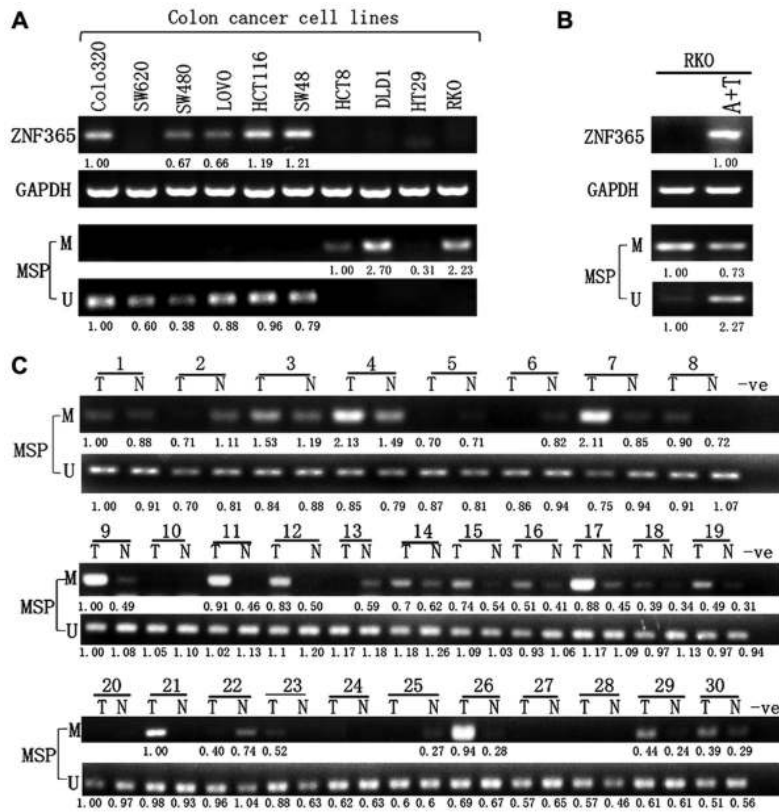 A
Colon cancer cell lines
Colo320 SW620 SW480 LOVO HCT116 SW48 HCT8 DLD1 HT29 RKO
ZNF365
1.00 0.67 0.66 1.19 1.21
GAPDH
MSP
M
1.00 2.70 0.31 2.23
U
1.00 0.60 0.38 0.88 0.96 0.79
B
RKO
A+T
ZNF365
1.00
GAPDH
MSP
M
1.00 0.73
U
1.00 2.27
C
1 2 3 4 5 6 7 8
T N T N T N T N T N T N T N T N -ve
MSP
M
1.00 0.88 0.71 1.11 1.53 1.19 2.13 1.49 0.70 0.71 0.82 2.11 0.85 0.90 0.72
U
1.00 0.91 0.70 0.81 0.84 0.88 0.85 0.79 0.87 0.81 0.86 0.94 0.75 0.94 0.91 1.07
9 10 11 12 13 14 15 16 17 18 19
T N T N T N T N T N T N T N T N T N T N T N -ve
MSP
M
1.00 0.49 0.91 0.46 0.83 0.50 0.59 0.7 0.62 0.74 0.54 0.51 0.41 0.88 0.45 0.39 0.34 0.49 0.31
U
1.00 1.08 1.05 1.10 1.02 1.13 1.1 1.20 1.17 1.18 1.18 1.26 1.09 1.03 0.93 1.06 1.17 1.09 0.97 1.13 0.97 0.94
20 21 22 23 24 25 26 27 28 29 30
T N T N T N T N T N T N T N T N T N T N T N -ve
MSP
M
1.00 0.40 0.74 0.52 0.27 0.94 0.28 0.44 0.24 0.39 0.29
U
1.00 0.97 0.98 0.93 0.96 1.04 0.88 0.63 0.62 0.63 0.6 0.6 0.69 0.67 0.57 0.65 0.57 0.46 0.61 0.61 0.51 0.56